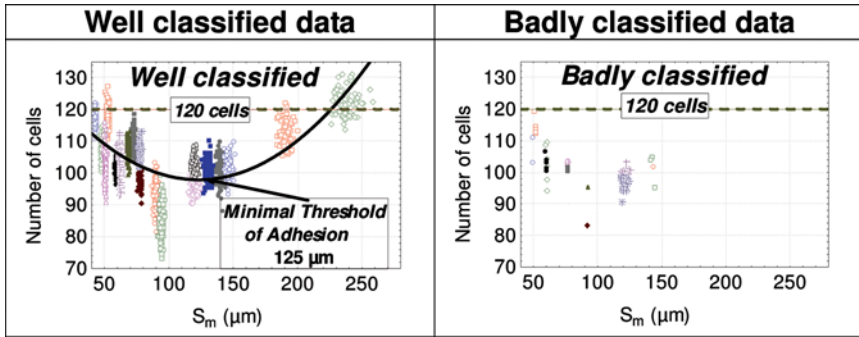 Well classified data
Badly classified data
Well classified
120 cells
Number of cells
130
120
110
100
90
80
70
Minimal Threshold
of Adhesion
125 µm
50
100
150
200
250
Sm (µm)
Badly classified
120 cells
Number of cells
130
120
110
100
90
80
70
50
100
150
200
250
Sm (µm)